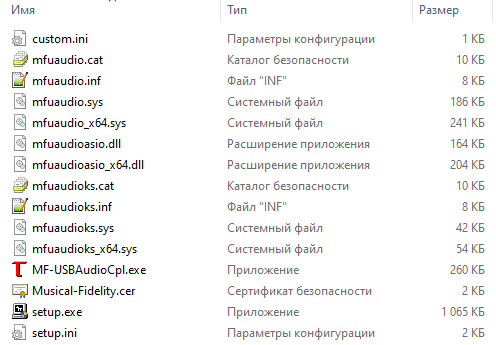 Имя Тип Размер
custom.ini Параметры конфигурации 1 КБ
mfuaudio.cat Каталог безопасности 10 КБ
mfuaudio.inf Файл "INF" 8 КБ
mfuaudio.sys Системный файл 186 КБ
mfuaudio_x64.sys Системный файл 241 КБ
mfuaudioasio.dll Расширение приложения 164 КБ
mfuaudioasio_x64.dll Расширение приложения 204 КБ
mfuaudioks.cat Каталог безопасности 10 КБ
mfuaudioks.inf Файл "INF" 8 КБ
mfuaudioks.sys Системный файл 42 КБ
mfuaudioks_x64.sys Системный файл 54 КБ
MF-USBAudioCpl.exe Приложение 260 КБ
Musical-Fidelity.cer Сертификат безопасности 2 КБ
setup.exe Приложение 1 065 КБ
setup.ini Параметры конфигурации 2 КБ